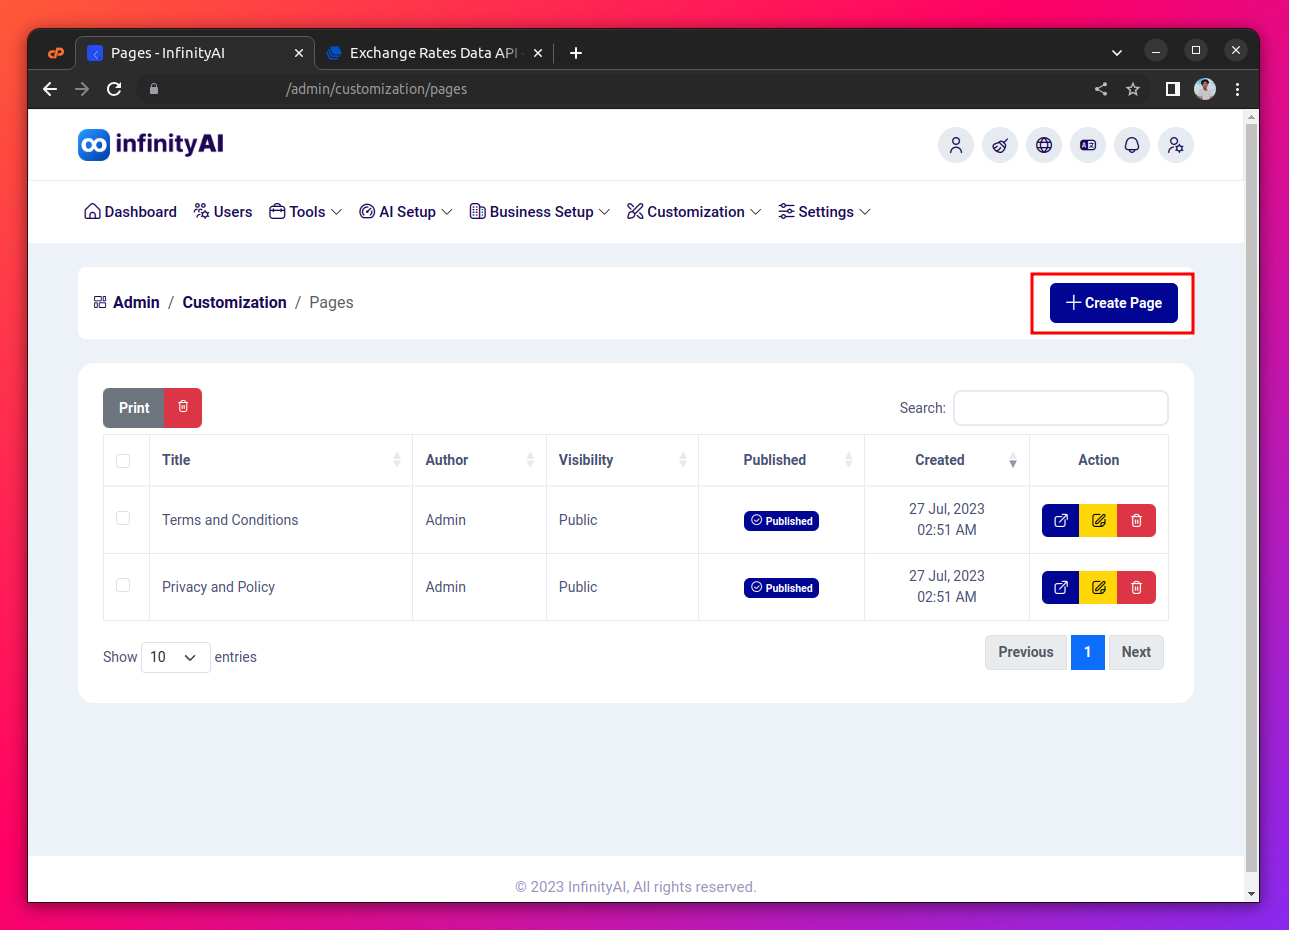 Pages - InfinityAI
Exchange Rates Data API
/admin/customization/pages
infinityAI
Dashboard Users Tools AI Setup Business Setup Customization Settings
Admin / Customization / Pages
Create Page
Print
Search:
Title Author Visibility Published Created Action
Terms and Conditions Admin Public Published 27 Jul, 2023 02:51 AM
Privacy and Policy Admin Public Published 27 Jul, 2023 02:51 AM
Show 10 entries
Previous 1 Next
© 2023 InfinityAI, All rights reserved.